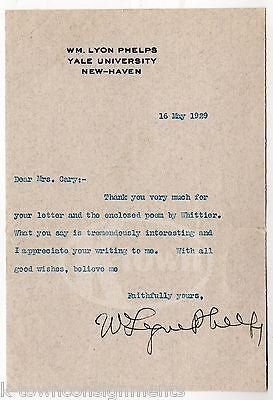 WM. LYON PHELPS
YALE UNIVERSITY
NEW-HAVEN
16 May 1929
Dear Mrs. Cary:-
Thank you very much for
your letter and the enclosed poem by Whittier.
What you say is tremendously interesting and
I appreciate your writing to me. With all
good wishes, believe me
Faithfully yours,
Wm Lyon Phelps
k-townconsignments